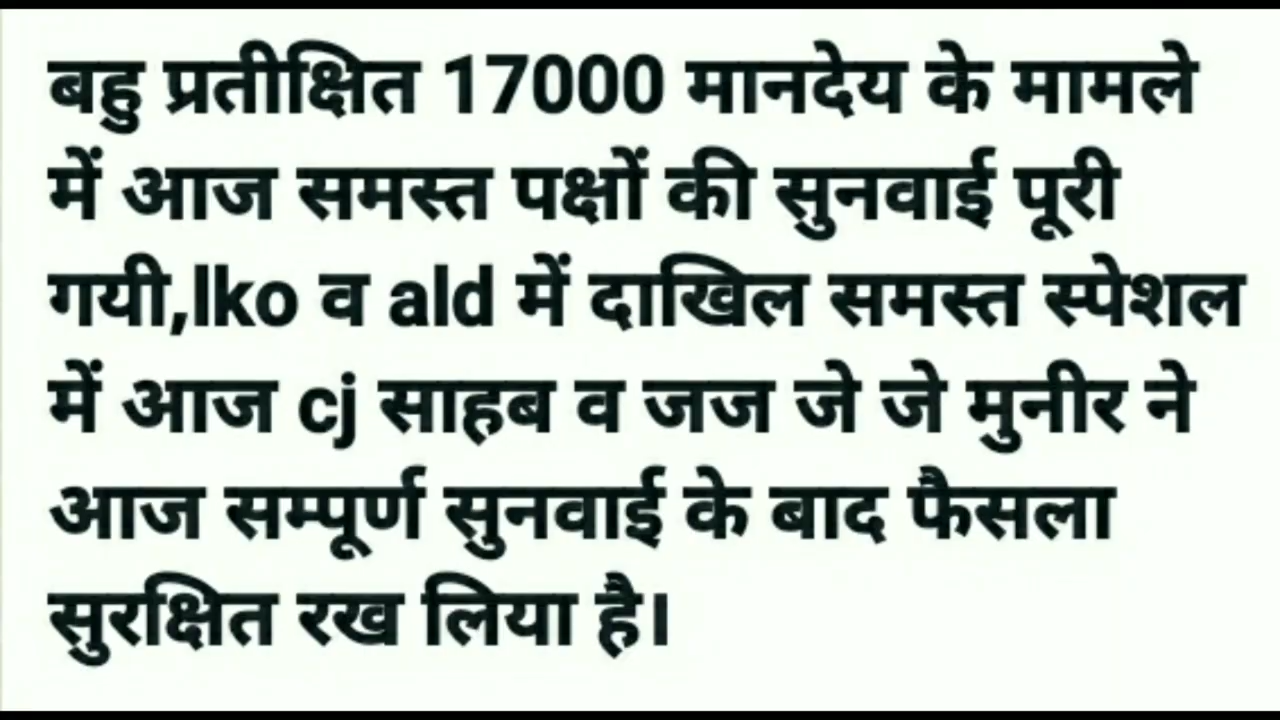 बहु प्रतीक्षित 17000 मानदेय के मामले
में आज समस्त पक्षों की सुनवाई पूरी
गयी,lko व ald में दाखिल समस्त स्पेशल
में आज cj साहब व जज जे जे मुनीर ने
आज सम्पूर्ण सुनवाई के बाद फैसला
सुरक्षित रख लिया है।